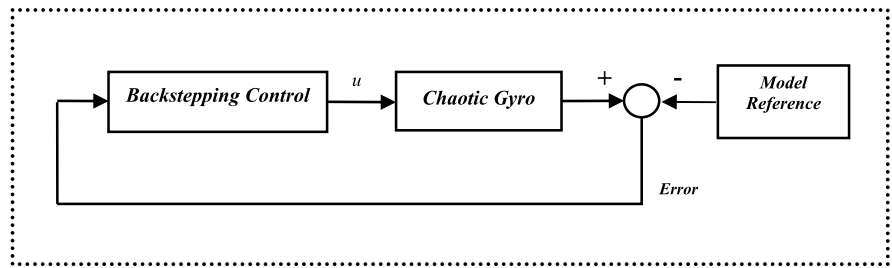 Backstepping Control
u
Chaotic Gyro
+
-
Model
Reference
Error